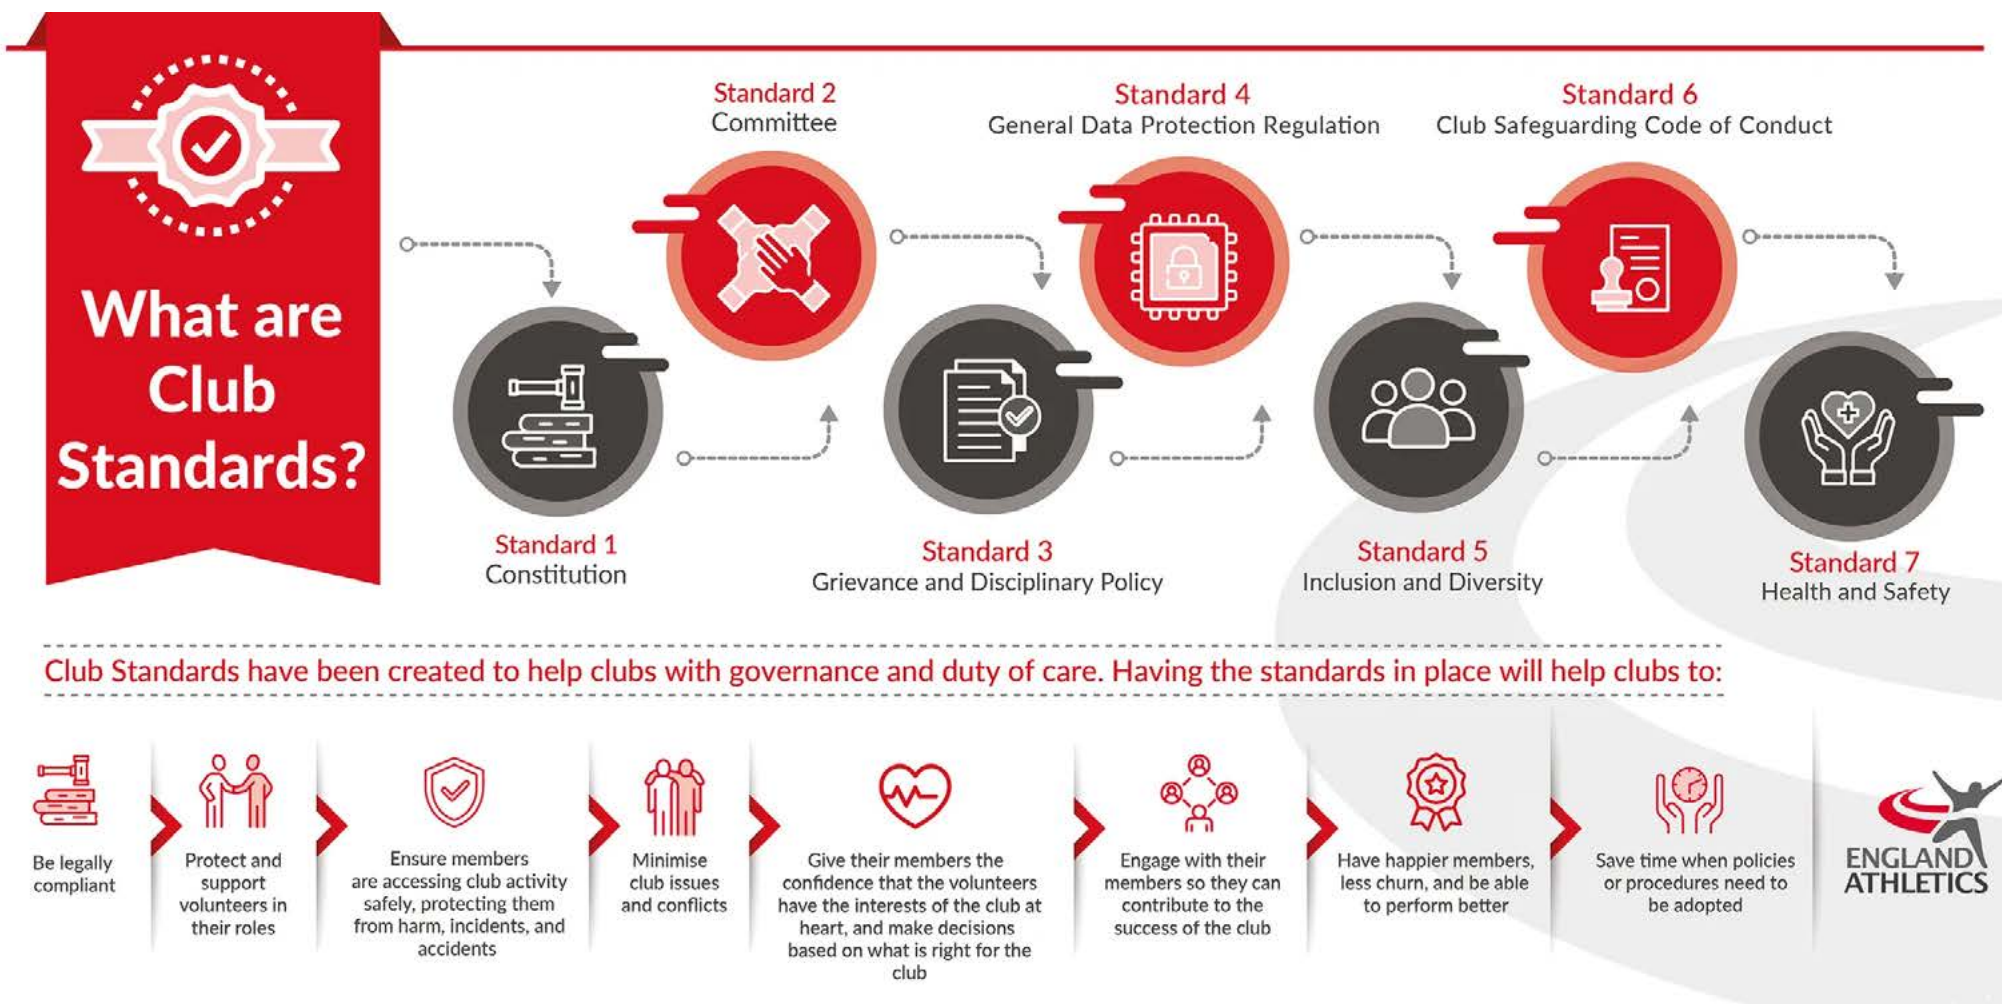 What are
Club
Standards?
Standard 1
Constitution
Standard 2
Committee
Standard 3
Grievance and Disciplinary Policy
Standard 4
General Data Protection Regulation
Standard 5
Inclusion and Diversity
Standard 6
Club Safeguarding Code of Conduct
Standard 7
Health and Safety
Club Standards have been created to help clubs with governance and duty of care. Having the standards in place will help clubs to:
Be legally
compliant
Protect and
support
volunteers in
their roles
Ensure members
are accessing club activity
safely, protecting them
from harm, incidents, and
accidents
Minimise
club issues
and conflicts
Give their members the
confidence that the volunteers
have the interests of the club at
heart, and make decisions
based on what is right for the
club
Engage with their
members so they can
contribute to the
success of the club
Have happier members,
less churn, and be able
to perform better
Save time when policies
or procedures need to
be adopted
ENGLAND
ATHLETICS